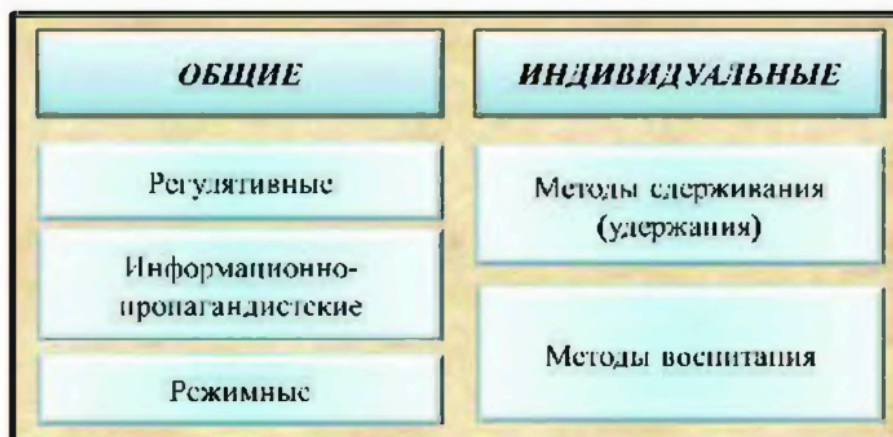 ОБЩИЕ
Регулятивные
Информационно-
пропагандистские
Режимные
ИНДИВИДУАЛЬНЫЕ
Методы сдерживания
(удержания)
Методы воспитания